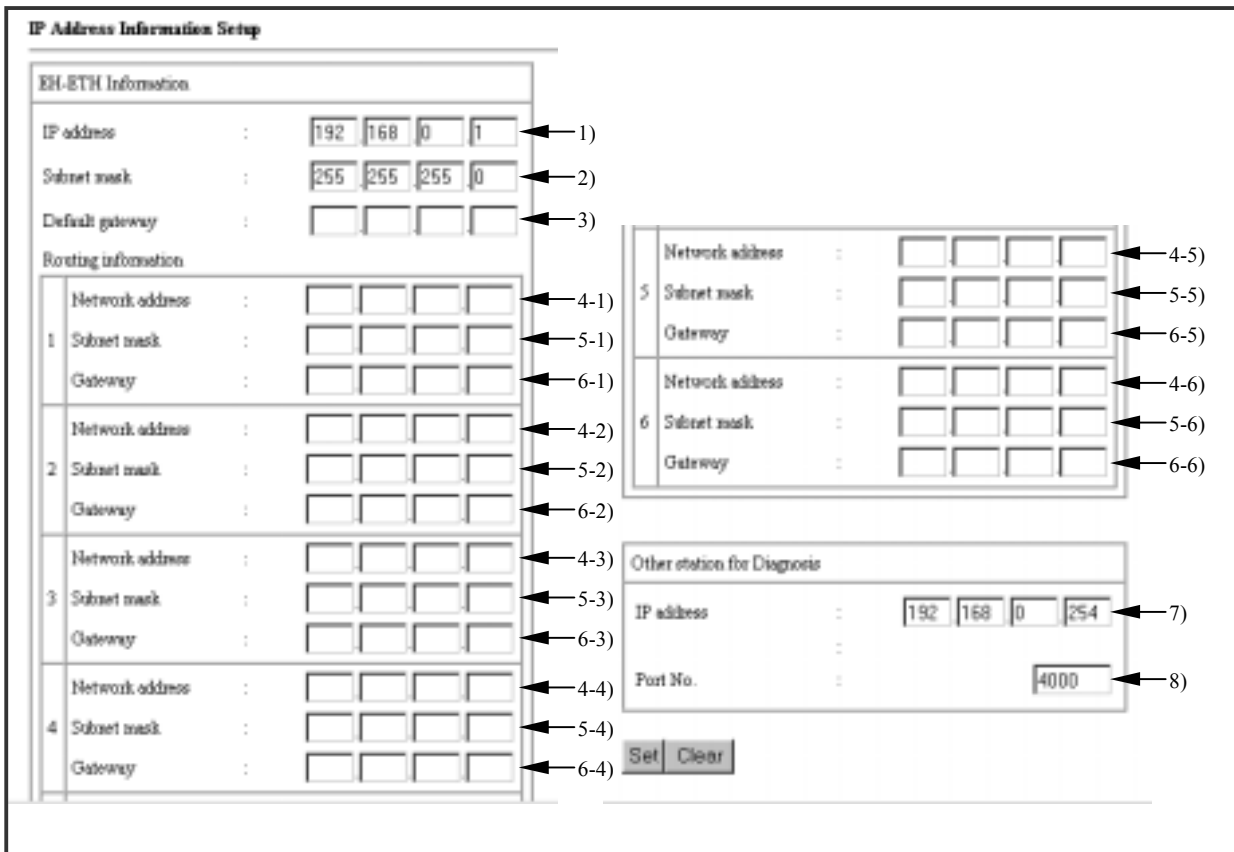 IP Address Information Setup
EH-ETH Information
IP address : 192 .168 .0 .1 1)
Subnet mask : 255 .255 .255 .0 2)
Default gateway : . . . 3)
Routing information
1
Network address : . . . 4-1)
Subnet mask : . . . 5-1)
Gateway : . . . 6-1)
2
Network address : . . . 4-2)
Subnet mask : . . . 5-2)
Gateway : . . . 6-2)
3
Network address : . . . 4-3)
Subnet mask : . . . 5-3)
Gateway : . . . 6-3)
4
Network address : . . . 4-4)
Subnet mask : . . . 5-4)
Gateway : . . . 6-4)
5
Network address : . . . 4-5)
Subnet mask : . . . 5-5)
Gateway : . . . 6-5)
6
Network address : . . . 4-6)
Subnet mask : . . . 5-6)
Gateway : . . . 6-6)
Other station for Diagnosis
IP address : 192 .168 .0 .254 7)
:
Port No. : 4000 8)
Set Clear